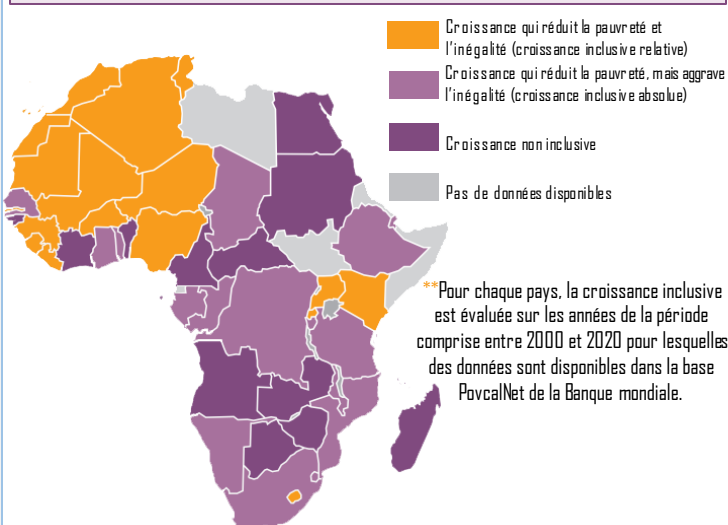 Croissance qui réduit la pauvreté et
l'inégalité (croissance inclusive relative)
Croissance qui réduit la pauvreté, mais aggrave
l'inégalité (croissance inclusive absolue)
Croissance non inclusive
Pas de données disponibles
**Pour chaque pays, la croissance inclusive
est évaluée sur les années de la période
comprise entre 2000 et 2020 pour lesquelles
des données sont disponibles dans la base
PovcalNet de la Banque mondiale.